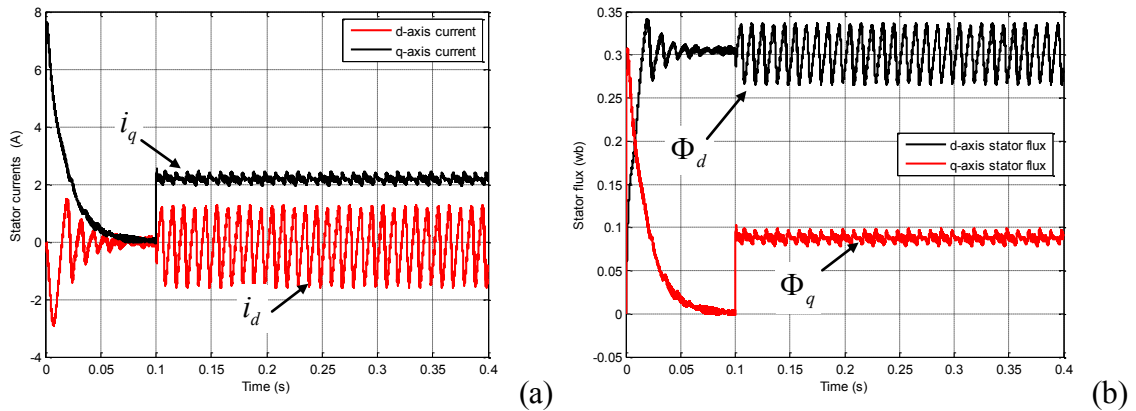 8
6
4
2
0
-2
-4
Stator currents (A)
d-axis current
q-axis current
i_q
i_d
0 0.05 0.1 0.15 0.2 0.25 0.3 0.35 0.4
Time (s)
(a)
0.35
0.3
0.25
0.2
0.15
0.1
0.05
0
-0.05
Stator flux (wb)
Φ_d
d-axis stator flux
q-axis stator flux
Φ_q
0 0.05 0.1 0.15 0.2 0.25 0.3 0.35 0.4
Time (s)
(b)